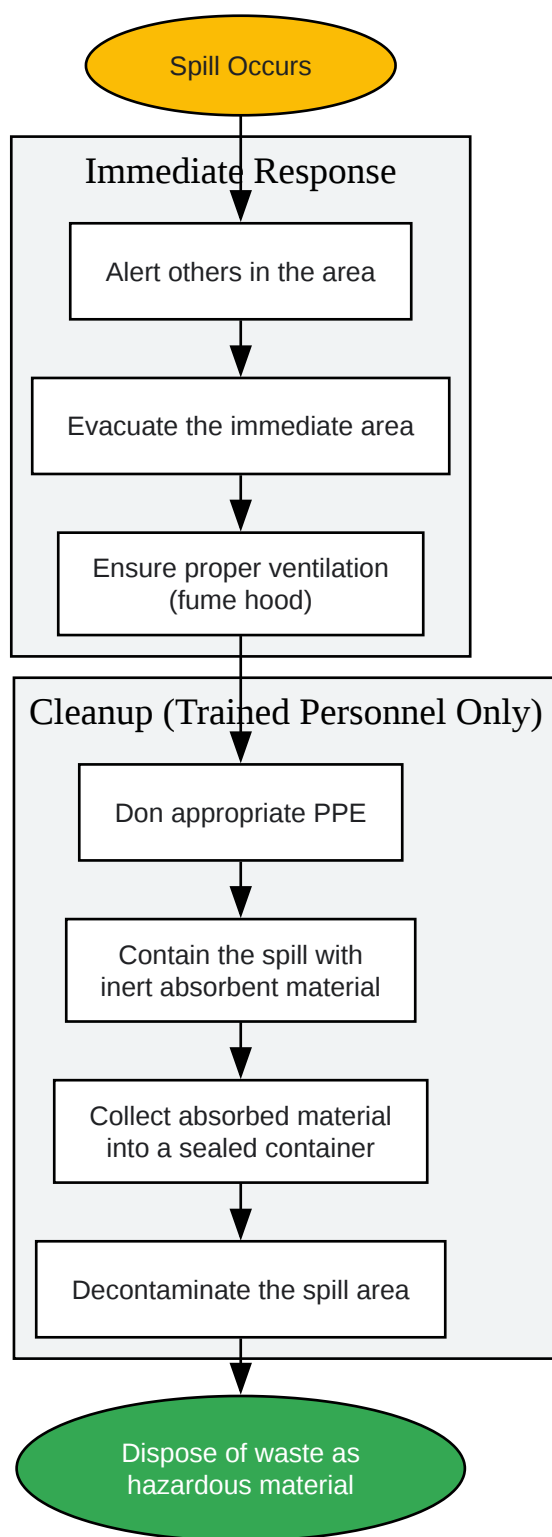 Spill Occurs
Immediate Response
Alert others in the area
Evacuate the immediate area
Ensure proper ventilation
(fume hood)
Cleanup (Trained Personnel Only)
Don appropriate PPE
Contain the spill with
inert absorbent material
Collect absorbed material
into a sealed container
Decontaminate the spill area
Dispose of waste as
hazardous material